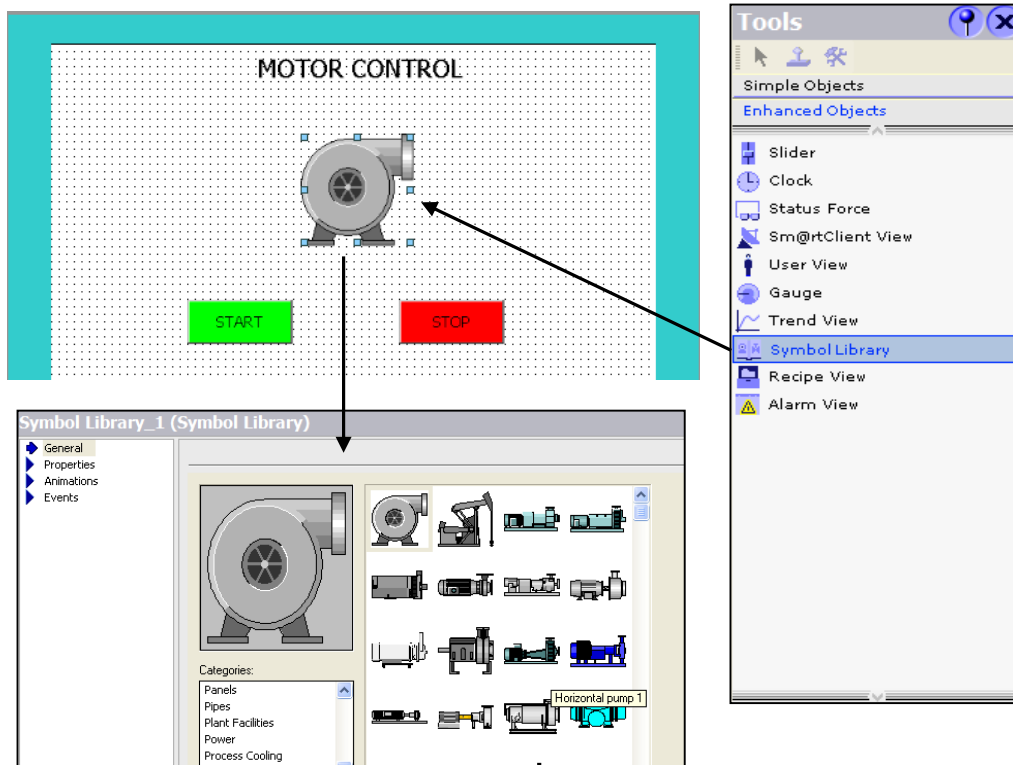 MOTOR CONTROL
START
STOP
Tools
Simple Objects
Enhanced Objects
Slider
Clock
Status Force
Sm@rtClient View
User View
Gauge
Trend View
Symbol Library
Recipe View
Alarm View
Symbol Library_1 (Symbol Library)
General
Properties
Animations
Events
Categories:
Panels
Pipes
Plant Facilities
Power
Process Cooling
Horizontal pump 1